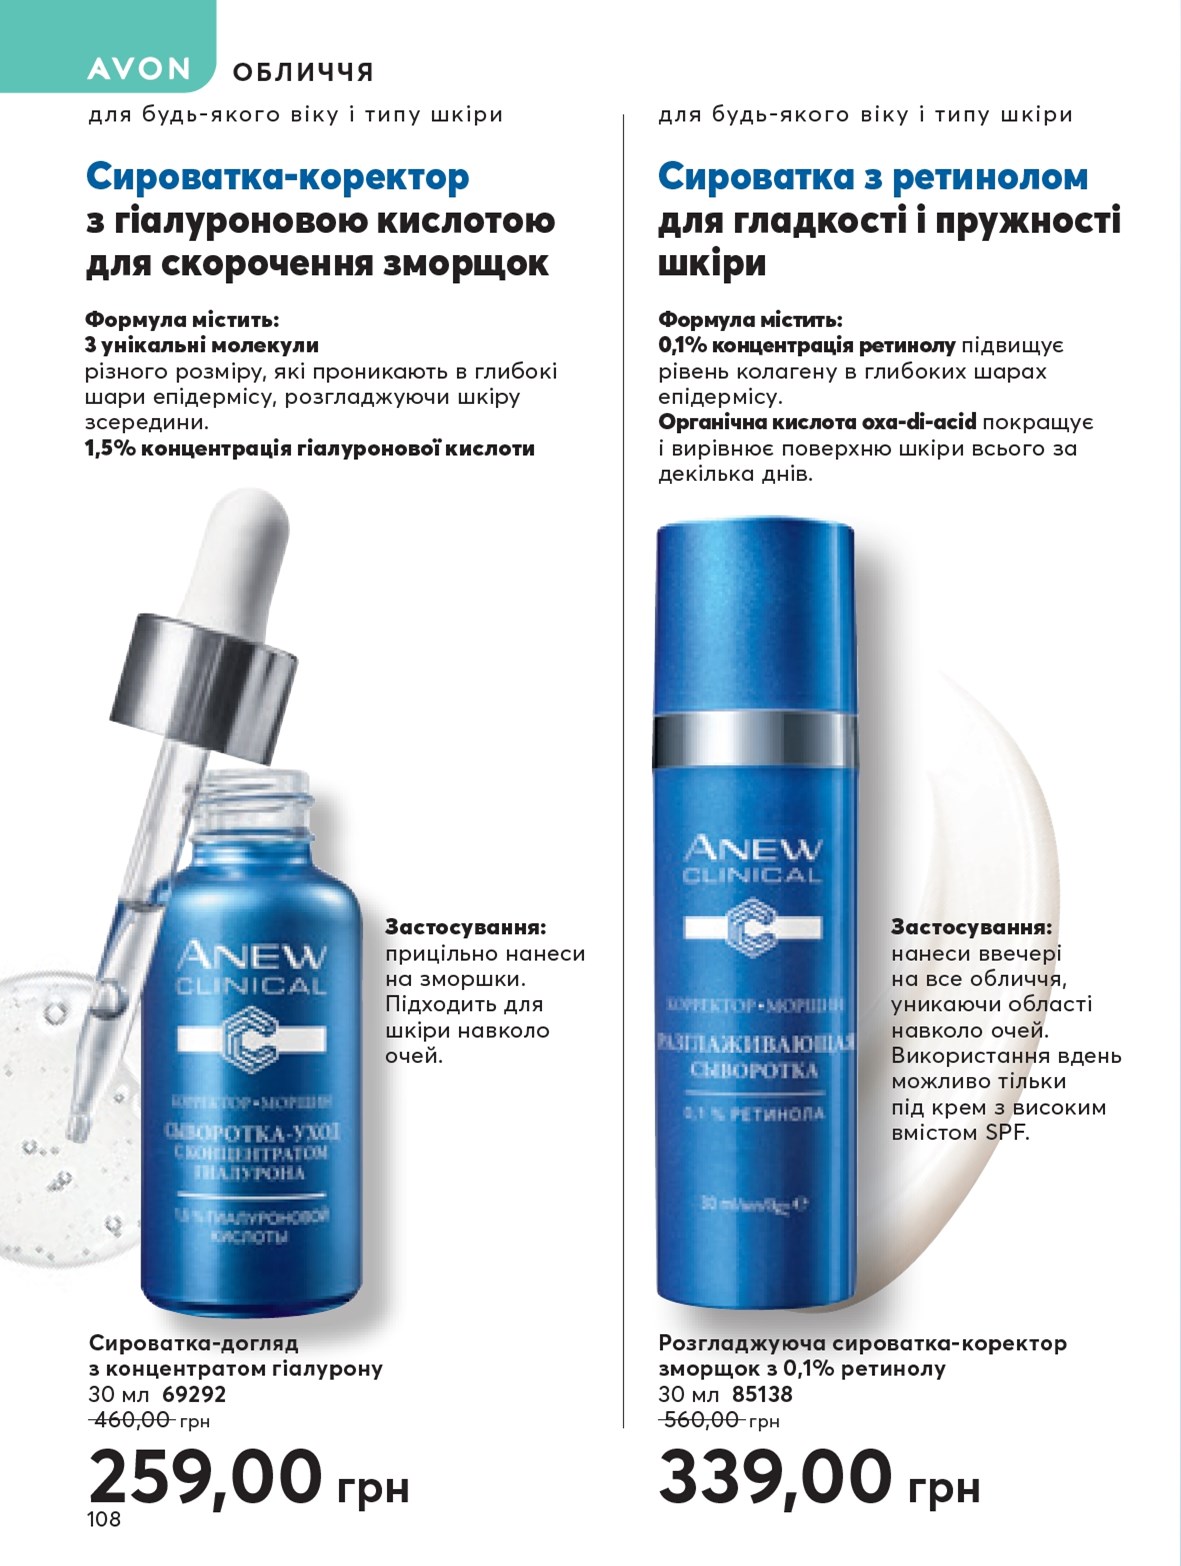 AVON ОБЛИЧЧЯ
для будь-якого віку і типу шкіри
Сироватка-коректор
з гіалуроновою кислотою
для скорочення зморщок
Формула містить:
3 унікальні молекули
різного розміру, які проникають в глибокі
шари епідермісу, розгладжуючи шкіру
зсередини.
1,5% концентрація гіалуронової кислоти
ANEW
CLINICAL
КОРРЕКТОР•МОРЩИН
СЫВОРОТКА-УХОД
С КОНЦЕНТРАТОМ
ГИАЛУРОНА
1,5 % ГИАЛУРОНОВОЙ
КИСЛОТЫ
Застосування:
прицільно нанеси
на зморшки.
Підходить для
шкіри навколо
очей.
Сироватка-догляд
з концентратом гіалурону
30 мл 69292
460,00 грн
259,00 грн
108
для будь-якого віку і типу шкіри
Сироватка з ретинолом
для гладкості і пружності
шкіри
Формула містить:
0,1% концентрація ретинолу підвищує
рівень колагену в глибоких шарах
епідермісу.
Органічна кислота oxa-di-acid покращує
і вирівнює поверхню шкіри всього за
декілька днів.
ANEW
CLINICAL
КОРРЕКТОР•МОРЩИН
РАЗГЛАЖИВАЮЩАЯ
СЫВОРОТКА
0,1 % РЕТИНОЛА
30 ml/мл/
Застосування:
нанеси ввечері
на все обличчя,
уникаючи області
навколо очей.
Використання вдень
можливо тільки
під крем з високим
вмістом SPF.
Розгладжуюча сироватка-коректор
зморщок з 0,1% ретинолу
30 мл 85138
560,00 грн
339,00 грн